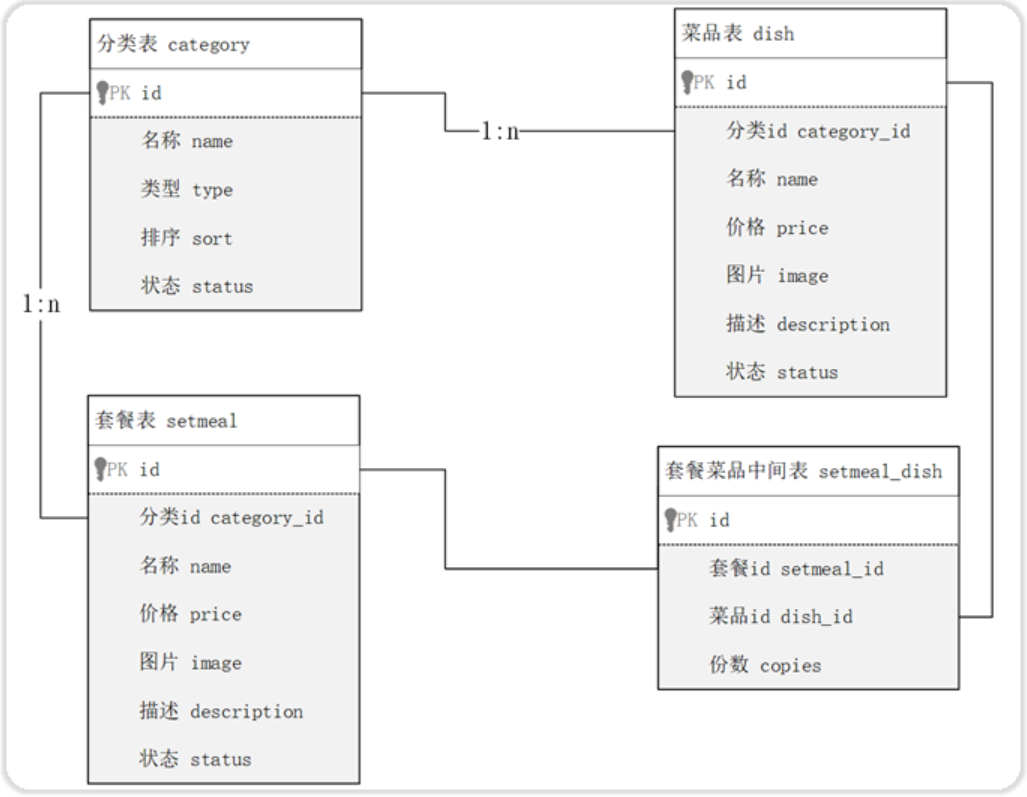 分类表 category
PK id
名称 name
类型 type
排序 sort
状态 status
1:n
菜品表 dish
PK id
分类id category_id
名称 name
价格 price
图片 image
描述 description
状态 status
1:n
套餐表 setmeal
PK id
分类id category_id
名称 name
价格 price
图片 image
描述 description
状态 status
套餐菜品中间表 setmeal_dish
PK id
套餐id setmeal_id
菜品id dish_id
份数 copies